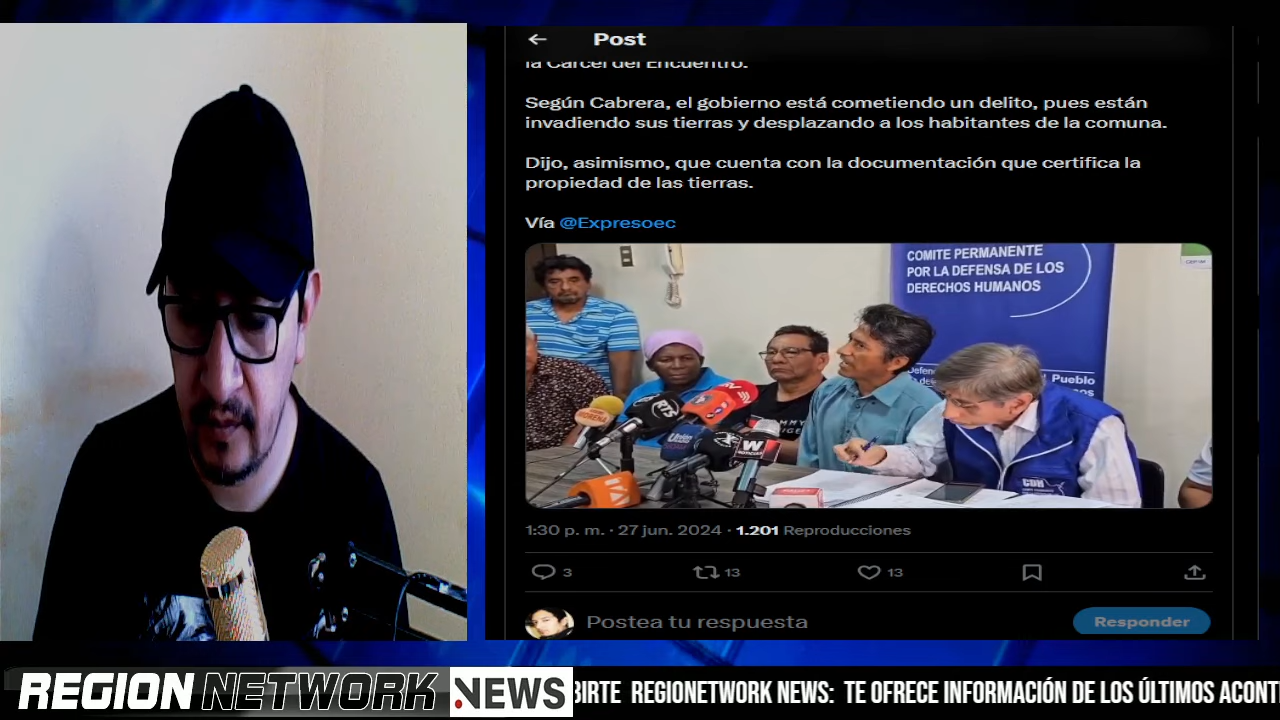 Post
la Cárcel del Encuentro.
Según Cabrera, el gobierno está cometiendo un delito, pues están
invadiendo sus tierras y desplazando a los habitantes de la comuna.
Dijo, asimismo, que cuenta con la documentación que certifica la
propiedad de las tierras.
Vía @Expresoec
COMITE PERMANENTE
POR LA DEFENSA DE LOS
DERECHOS HUMANOS
Pueblo
RTS
W
CDH
1:30 p. m. · 27 jun. 2024 · 1.201 Reproducciones
3
13
13
Postea tu respuesta
Responder
REGION NETWORK
.NEWS
BIRTE REGIONETWORK NEWS: TE OFRECE INFORMACIÓN DE LOS ÚLTIMOS ACONT